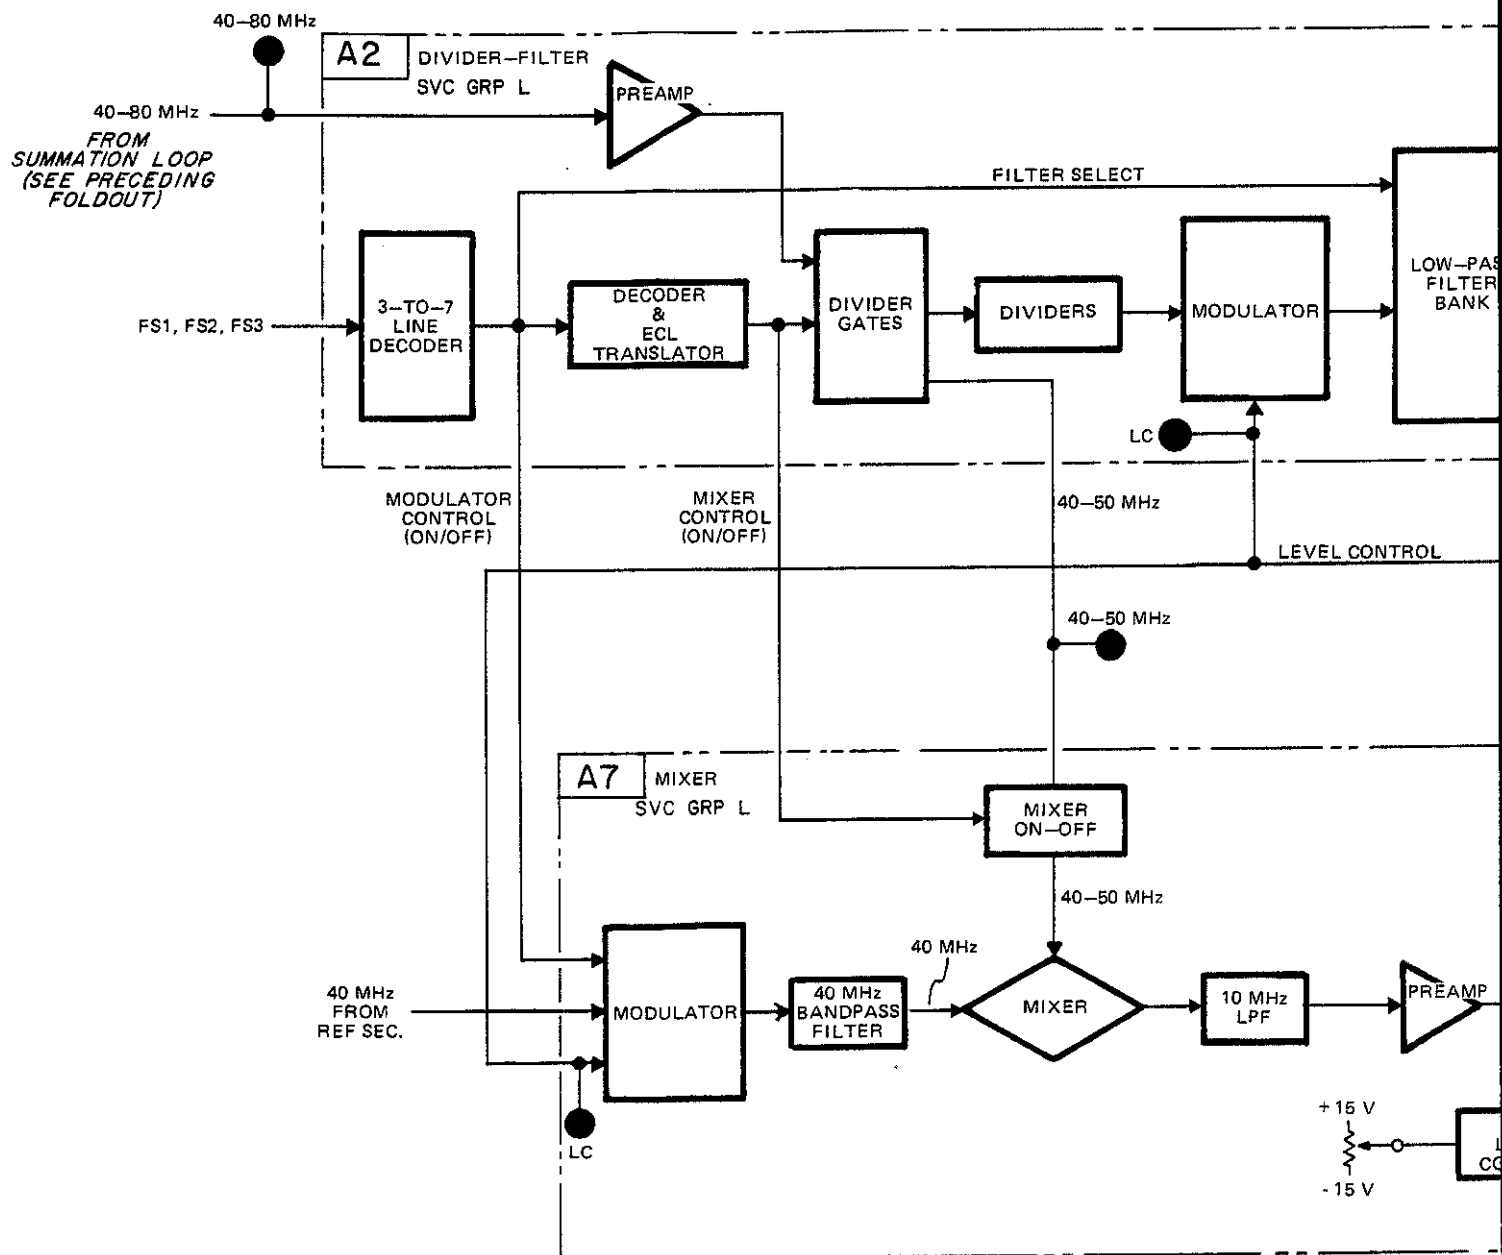 40–80 MHz
A2
DIVIDER–FILTER
SVC GRP L
PREAMP
40–80 MHz
FROM
SUMMATION LOOP
(SEE PRECEDING
FOLDOUT)
FILTER SELECT
FS1, FS2, FS3
3–TO–7
LINE
DECODER
DECODER
&
ECL
TRANSLATOR
DIVIDER
GATES
DIVIDERS
MODULATOR
FILTER
BANK
LC
MODULATOR
CONTROL
(ON/OFF)
MIXER
CONTROL
(ON/OFF)
40–50 MHz
LEVEL CONTROL
40–50 MHz
A7
MIXER
SVC GRP L
MIXER
ON–OFF
40–50 MHz
40 MHz
FROM
REF SEC.
MODULATOR
40 MHz
BANDPASS
FILTER
40 MHz
MIXER
10 MHz
LPF
PREAMP
LC
+15 V
-15 V